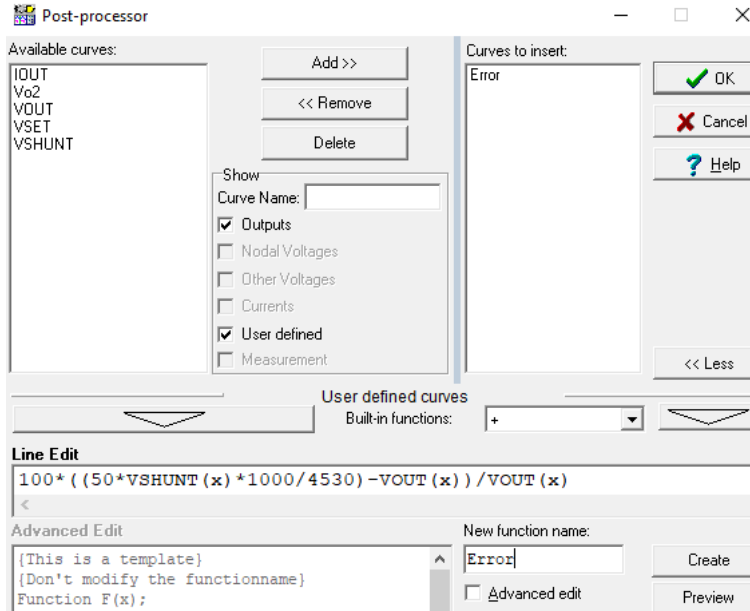 Post-processor
Available curves:
IOUT
Vo2
VOUT
VSET
VSHUNT
Add >>
<< Remove
Delete
Show
Curve Name:
Outputs
Nodal Voltages
Other Voltages
Currents
User defined
Measurement
Curves to insert:
Error
OK
Cancel
Help
<< Less
User defined curves
Built-in functions:
+
Line Edit
100*((50*VSHUNT(x)*1000/4530)-VOUT(x))/VOUT(x)
<
Advanced Edit
{This is a template}
{Don't modify the functionname}
Function F(x);
New function name:
Error
Create
Advanced edit
Preview